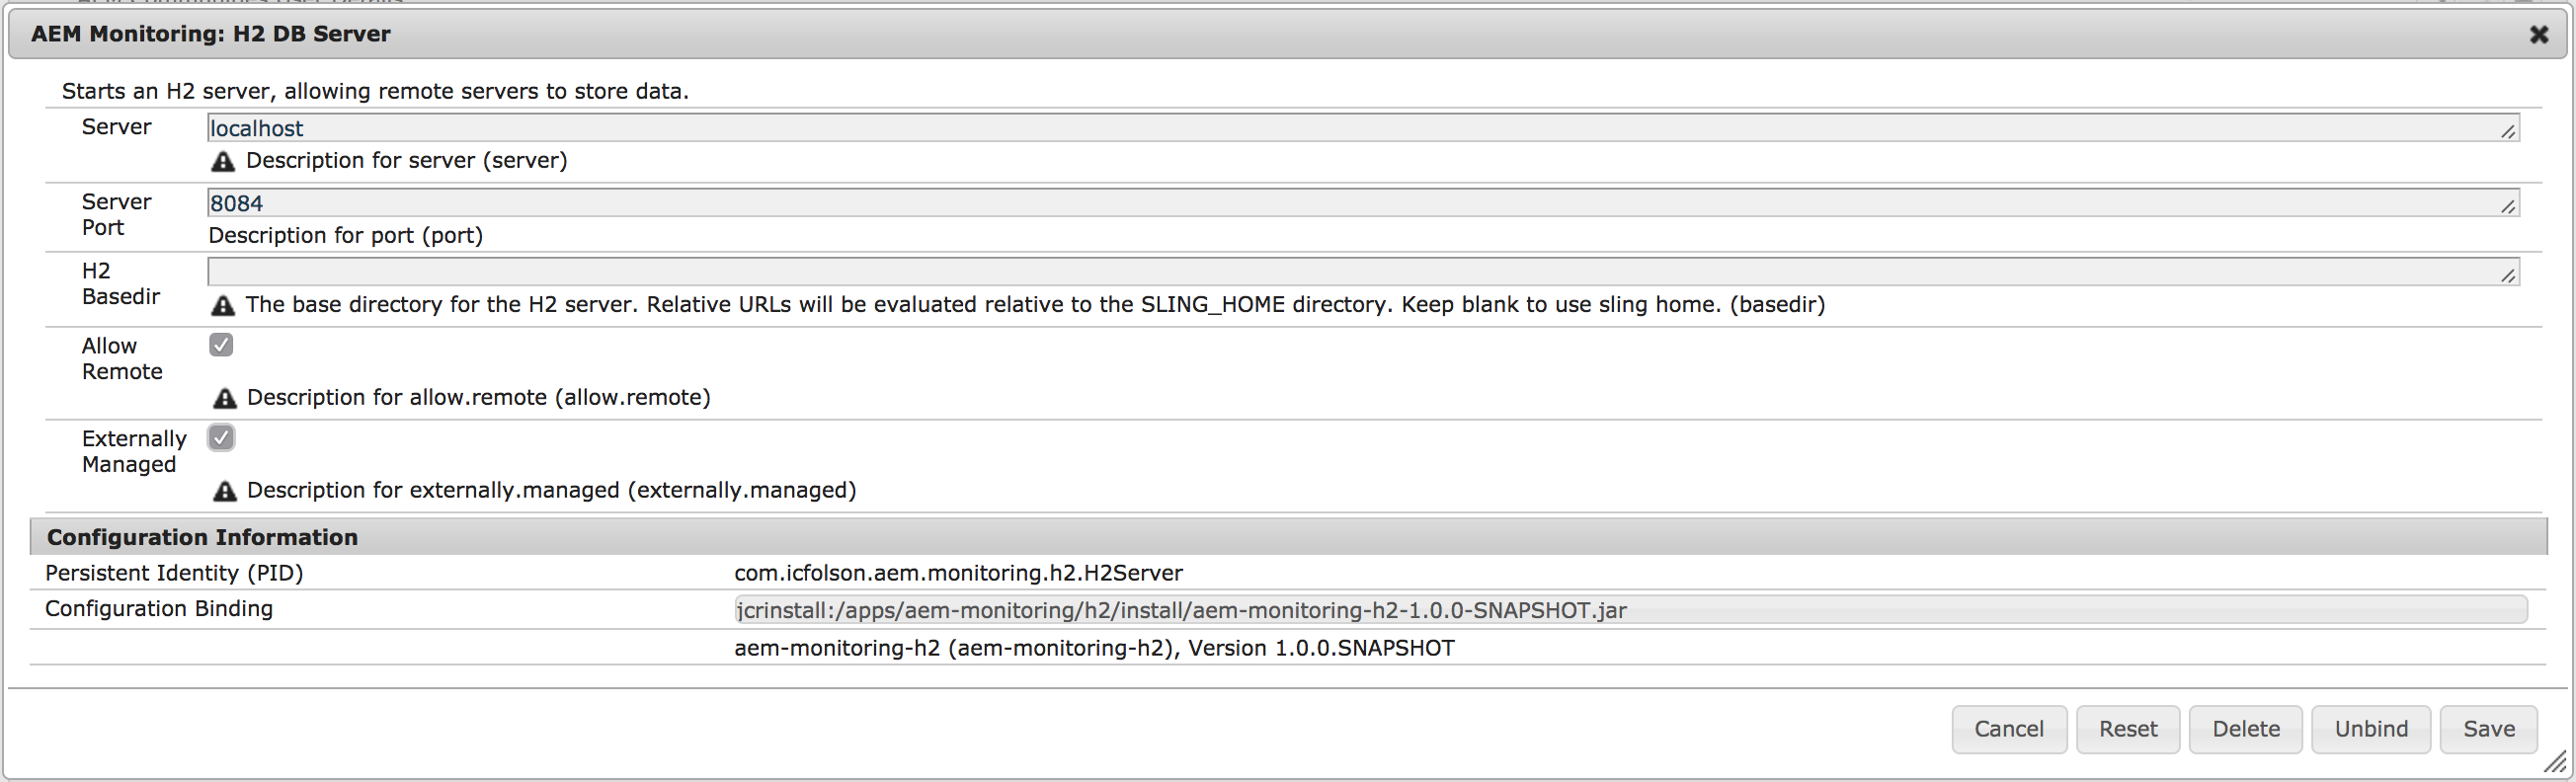 AEM Monitoring: H2 DB Server
Starts an H2 server, allowing remote servers to store data.
Server
localhost
Description for server (server)
Server
Port
8084
Description for port (port)
H2
Basedir
The base directory for the H2 server. Relative URLs will be evaluated relative to the SLING_HOME directory. Keep blank to use sling home. (basedir)
Allow
Remote
Description for allow.remote (allow.remote)
Externally
Managed
Description for externally.managed (externally.managed)
Configuration Information
Persistent Identity (PID) com.icfolson.aem.monitoring.h2.H2Server
Configuration Binding jcrinstall:/apps/aem-monitoring/h2/install/aem-monitoring-h2-1.0.0-SNAPSHOT.jar
aem-monitoring-h2 (aem-monitoring-h2), Version 1.0.0.SNAPSHOT
Cancel Reset Delete Unbind Save